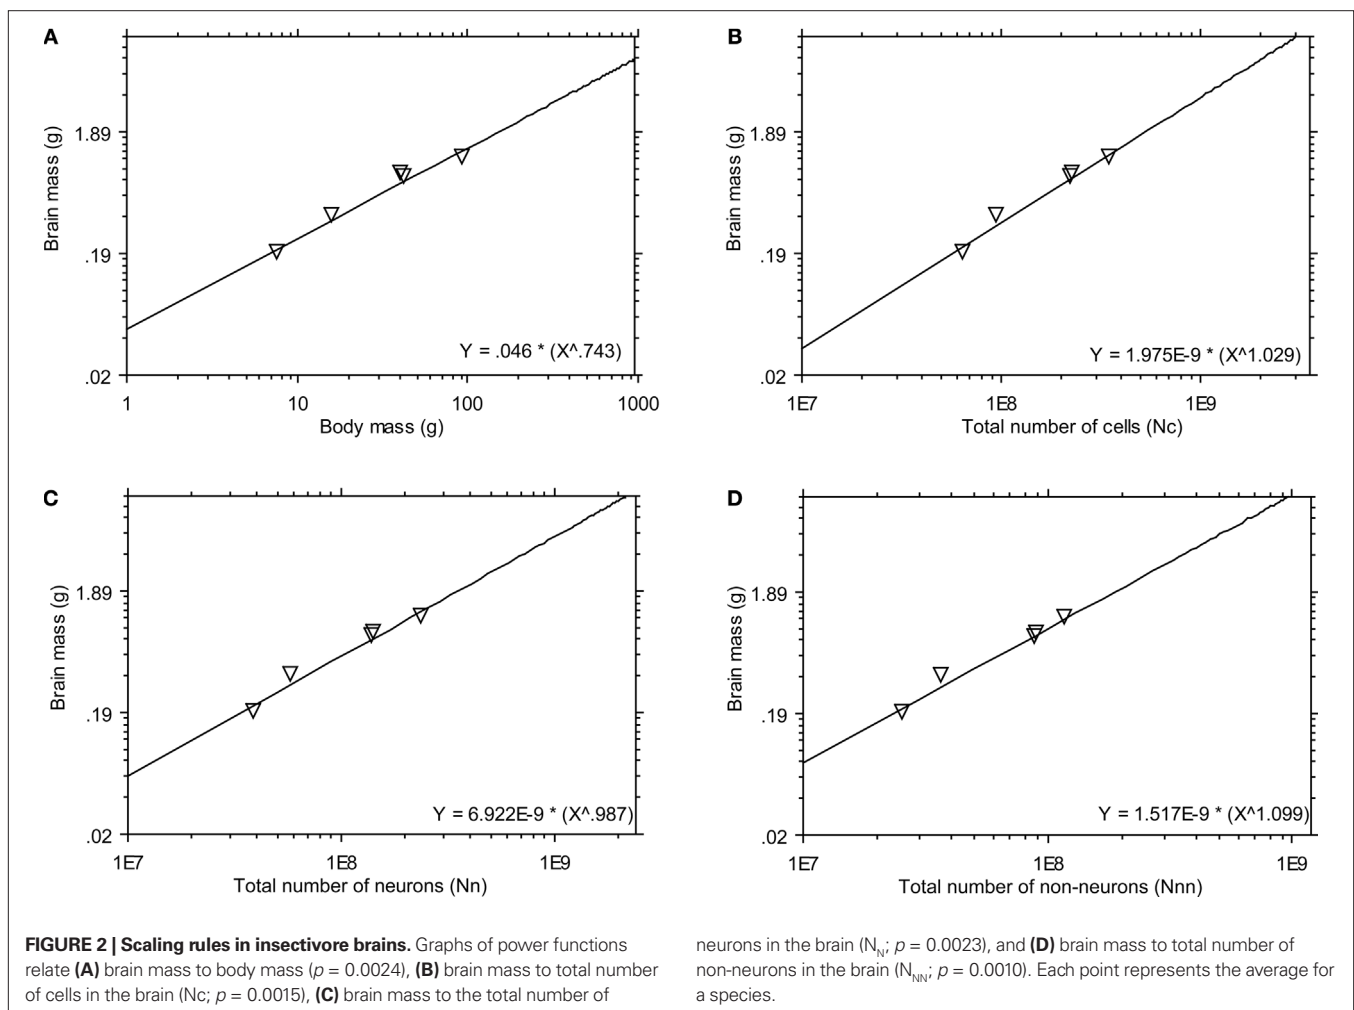 A
Brain mass (g)
1.89
.19
.02
Y = .046 * (X^.743)
1 10 100 1000
Body mass (g)
B
Brain mass (g)
1.89
.19
.02
Y = 1.975E-9 * (X^1.029)
1E7 1E8 1E9
Total number of cells (Nc)
C
Brain mass (g)
1.89
.19
.02
Y = 6.922E-9 * (X^.987)
1E7 1E8 1E9
Total number of neurons (Nn)
D
Brain mass (g)
1.89
.19
.02
Y = 1.517E-9 * (X^1.099)
1E7 1E8 1E9
Total number of non-neurons (Nnn)
FIGURE 2 | Scaling rules in insectivore brains. Graphs of power functions
relate (A) brain mass to body mass (p = 0.0024), (B) brain mass to total number
of cells in the brain (Nc; p = 0.0015), (C) brain mass to the total number of
neurons in the brain (NN; p = 0.0023), and (D) brain mass to total number of
non-neurons in the brain (NNN; p = 0.0010). Each point represents the average for
a species.